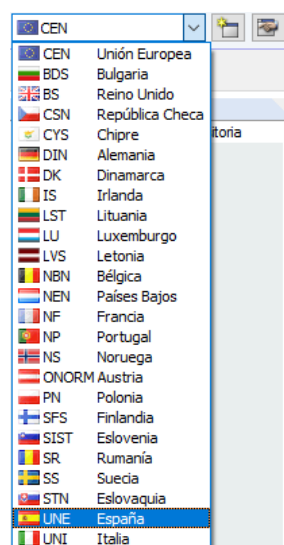 CEN
CEN Unión Europea
BDS Bulgaria
BS Reino Unido
CSN República Checa
CYS Chipre
itoria
DIN Alemania
DK Dinamarca
IS Irlanda
LST Lituania
LU Luxemburgo
LVS Letonia
NBN Bélgica
NEN Países Bajos
NF Francia
NP Portugal
NS Noruega
ONORM Austria
PN Polonia
SFS Finlandia
SIST Eslovenia
SR Rumanía
SS Suecia
STN Eslovaquia
UNE España
UNI Italia